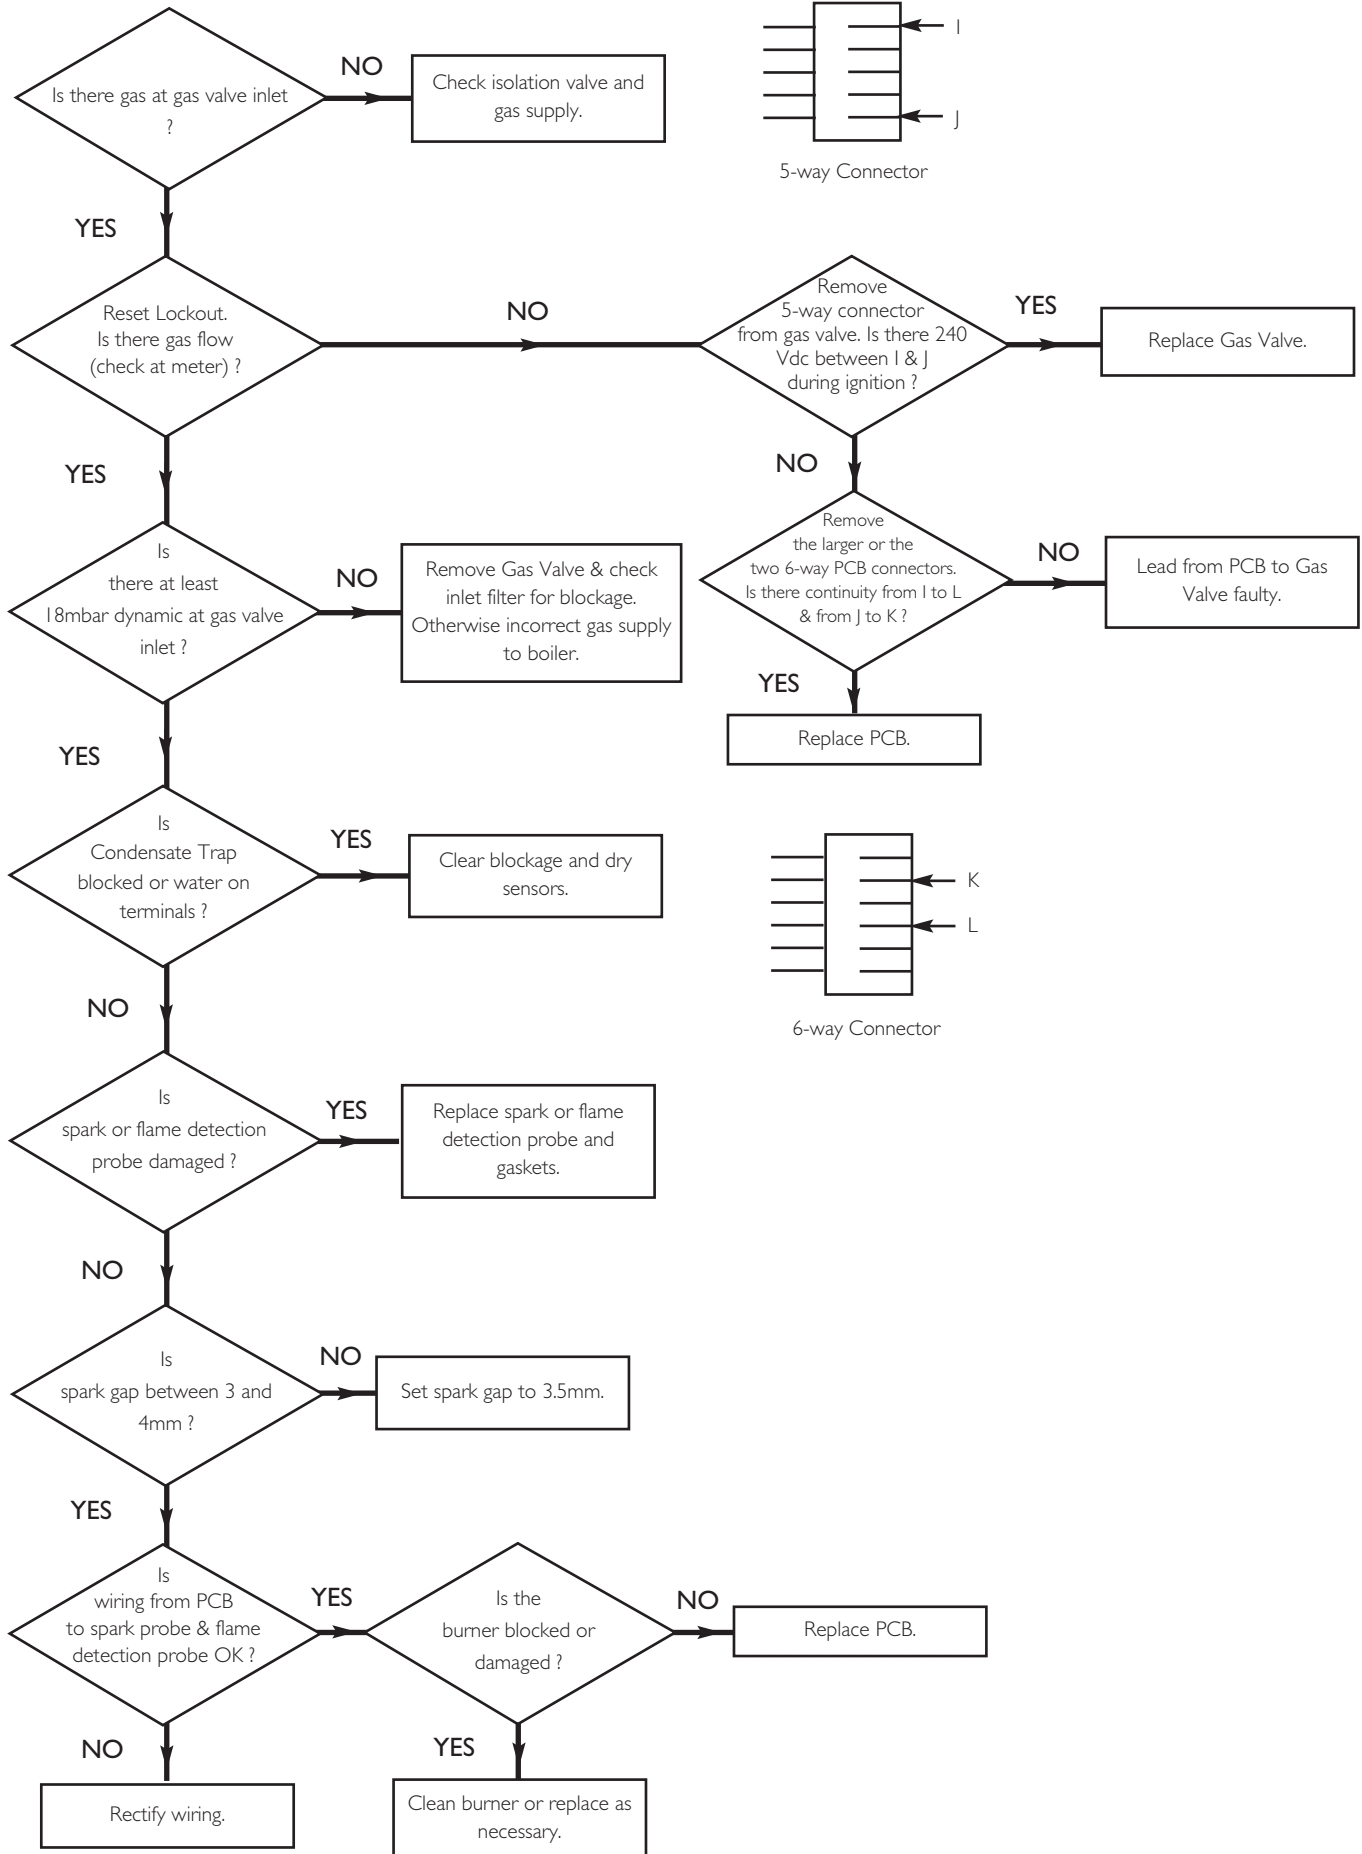 Is there gas at gas valve inlet
?
NO
Check isolation valve and
gas supply.
I
J
5-way Connector
YES
Reset Lockout.
Is there gas flow
(check at meter) ?
NO
Remove
5-way connector
from gas valve. Is there 240
Vdc between I & J
during ignition ?
YES
Replace Gas Valve.
NO
Remove
the larger or the
two 6-way PCB connectors.
Is there continuity from I to L
& from J to K ?
NO
Lead from PCB to Gas
Valve faulty.
YES
Replace PCB.
YES
Is
there at least
18mbar dynamic at gas valve
inlet ?
NO
Remove Gas Valve & check
inlet filter for blockage.
Otherwise incorrect gas supply
to boiler.
YES
Is
Condensate Trap
blocked or water on
terminals ?
YES
Clear blockage and dry
sensors.
K
L
6-way Connector
NO
Is
spark or flame detection
probe damaged ?
YES
Replace spark or flame
detection probe and
gaskets.
NO
Is
spark gap between 3 and
4mm ?
NO
Set spark gap to 3.5mm.
YES
Is
wiring from PCB
to spark probe & flame
detection probe OK ?
YES
Is the
burner blocked or
damaged ?
NO
Replace PCB.
NO
Rectify wiring.
YES
Clean burner or replace as
necessary.